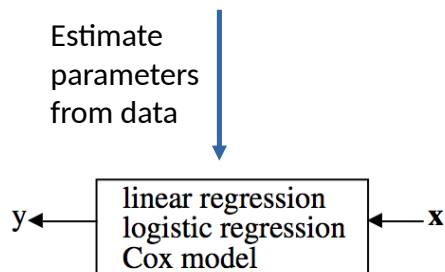 Estimate
parameters
from data
linear regression
y
logistic regression
x
Cox model